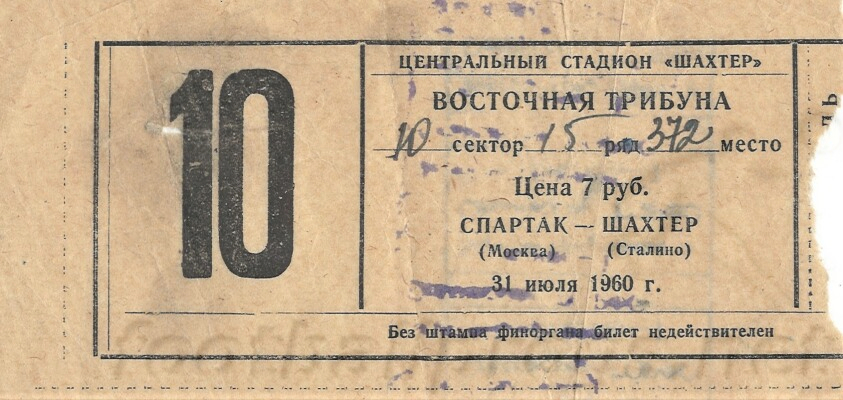 10
ЦЕНТРАЛЬНЫЙ СТАДИОН «ШАХТЕР»
ВОСТОЧНАЯ ТРИБУНА
10 сектор 15 ряд 372 место
Цена 7 руб.
СПАРТАК — ШАХТЕР
(Москва) (Сталино)
31 июля 1960 г.
Без штампа финоргана билет недействителен